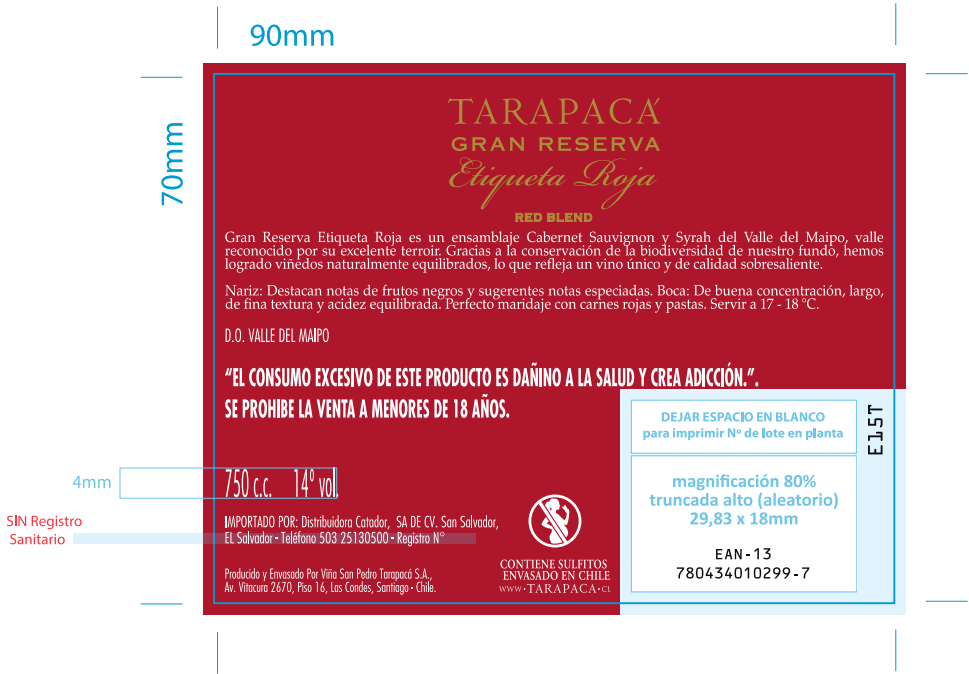 90mm
70mm
TARAPACÁ
GRAN RESERVA
Etiqueta Roja
RED BLEND
Gran Reserva Etiqueta Roja es un ensamblaje Cabernet Sauvignon y Syrah del Valle del Maipo, valle
reconocido por su excelente terroir. Gracias a la conservación de la biodiversidad de nuestro fundo, hemos
logrado viñedos naturalmente equilibrados, lo que refleja un vino único y de calidad sobresaliente.
Nariz: Destacan notas de frutos negros y sugerentes notas especiadas. Boca: De buena concentración, largo,
de fina textura y acidez equilibrada. Perfecto maridaje con carnes rojas y pastas. Servir a 17 - 18 °C.
D.O. VALLE DEL MAIPO
“EL CONSUMO EXCESIVO DE ESTE PRODUCTO ES DAÑINO A LA SALUD Y CREA ADICCIÓN.”.
SE PROHIBE LA VENTA A MENORES DE 18 AÑOS.
DEJAR ESPACIO EN BLANCO
para imprimir Nº de lote en planta
E15T
4mm
750 c.c. 14° vol.
magnificación 80%
truncada alto (aleatorio)
29,83 x 18mm
EAN-13
780434010299-7
SIN Registro
Sanitario
IMPORTADO POR: Distribuidora Catador, SA DE CV. San Salvador,
EL Salvador - Teléfono 503 25130500 - Registro N°
Producido y Envasado Por Viña San Pedro Tarapacá S.A.,
Av. Vitacura 2670, Piso 16, Las Condes, Santiago - Chile.
CONTIENE SULFITOS
ENVASADO EN CHILE
WWW·TARAPACA·CL